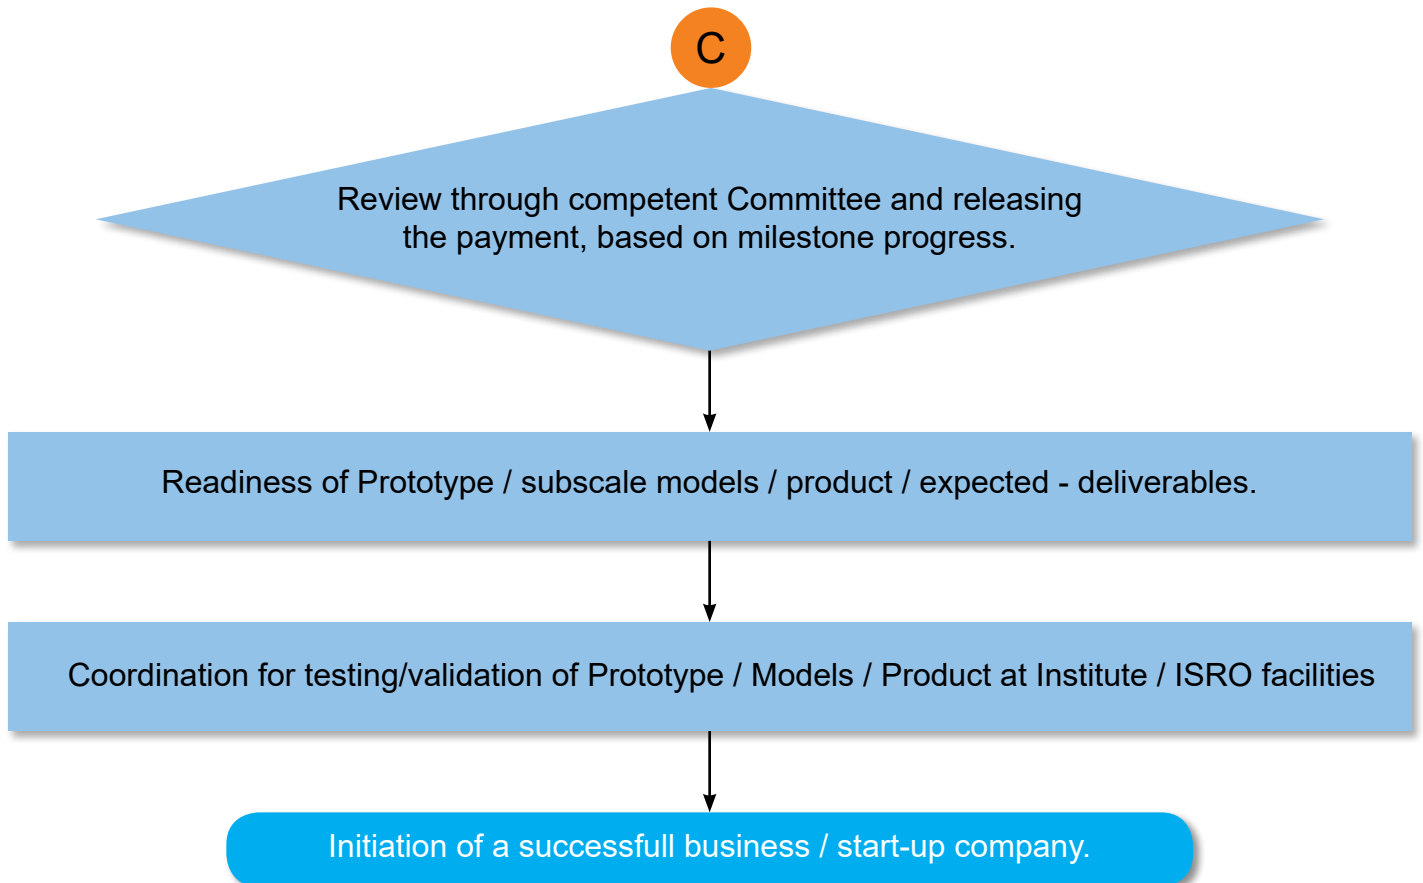 C
Review through competent Committee and releasing
the payment, based on milestone progress.
Readiness of Prototype / subscale models / product / expected - deliverables.
Coordination for testing/validation of Prototype / Models / Product at Institute / ISRO facilities
Initiation of a successfull business / start-up company.